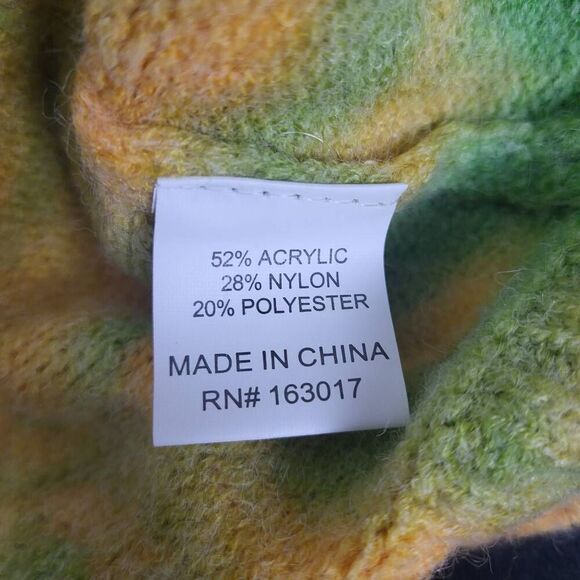 52% ACRYLIC
28% NYLON
20% POLYESTER
MADE IN CHINA
RN# 163017